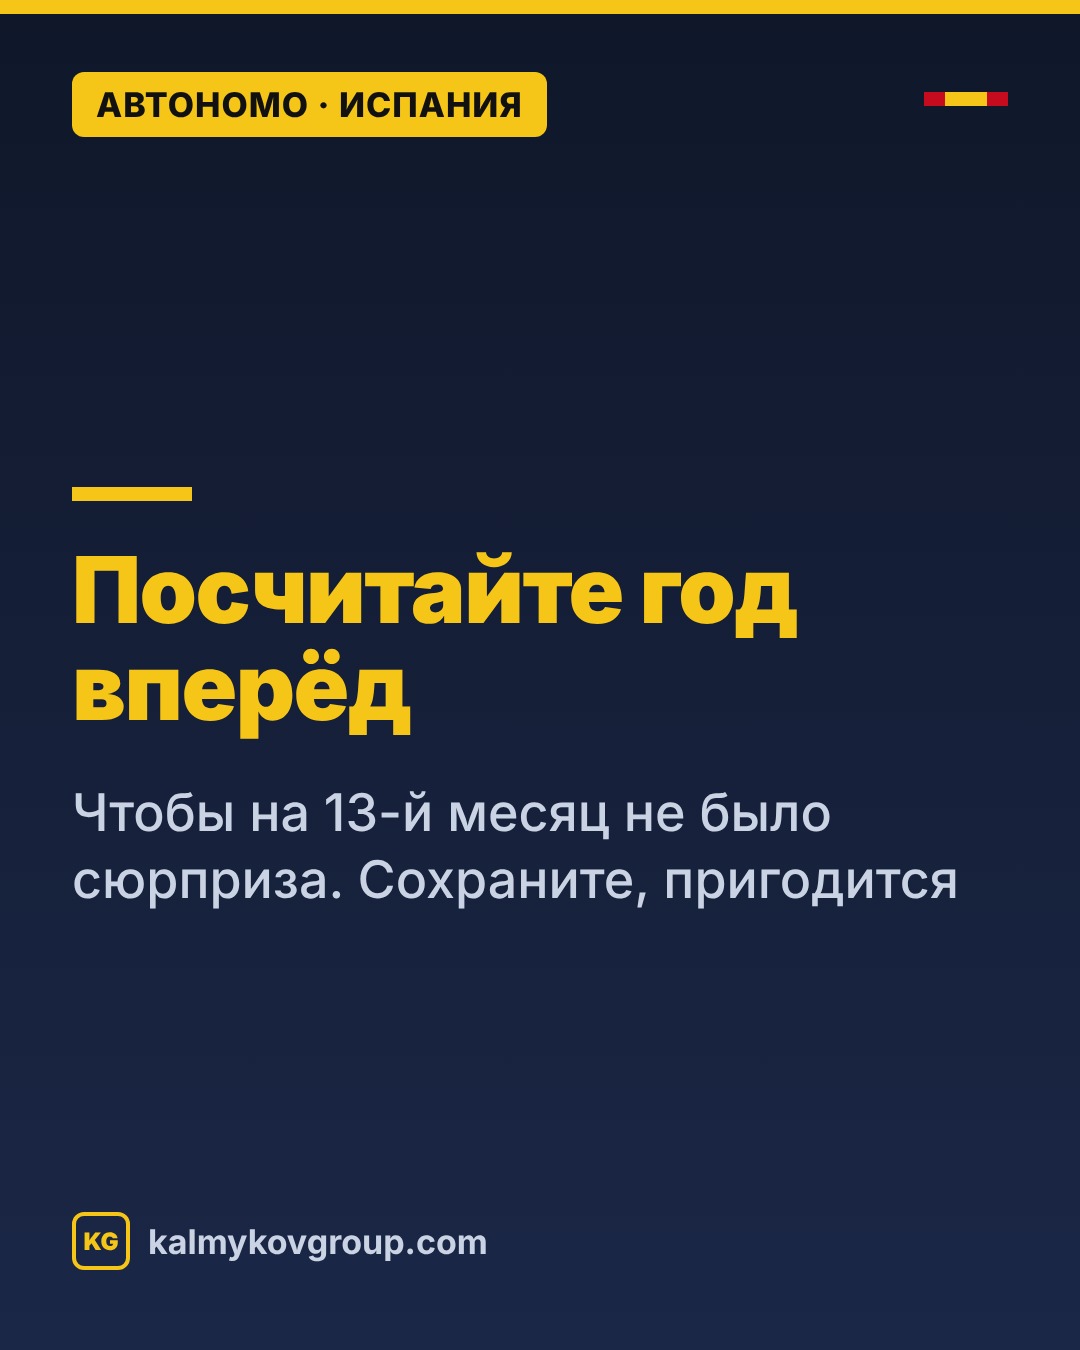 АВТОНОМО · ИСПАНИЯ
Посчитайте год
вперёд
Чтобы на 13-й месяц не было
сюрприза. Сохраните, пригодится
KG kalmykovgroup.com